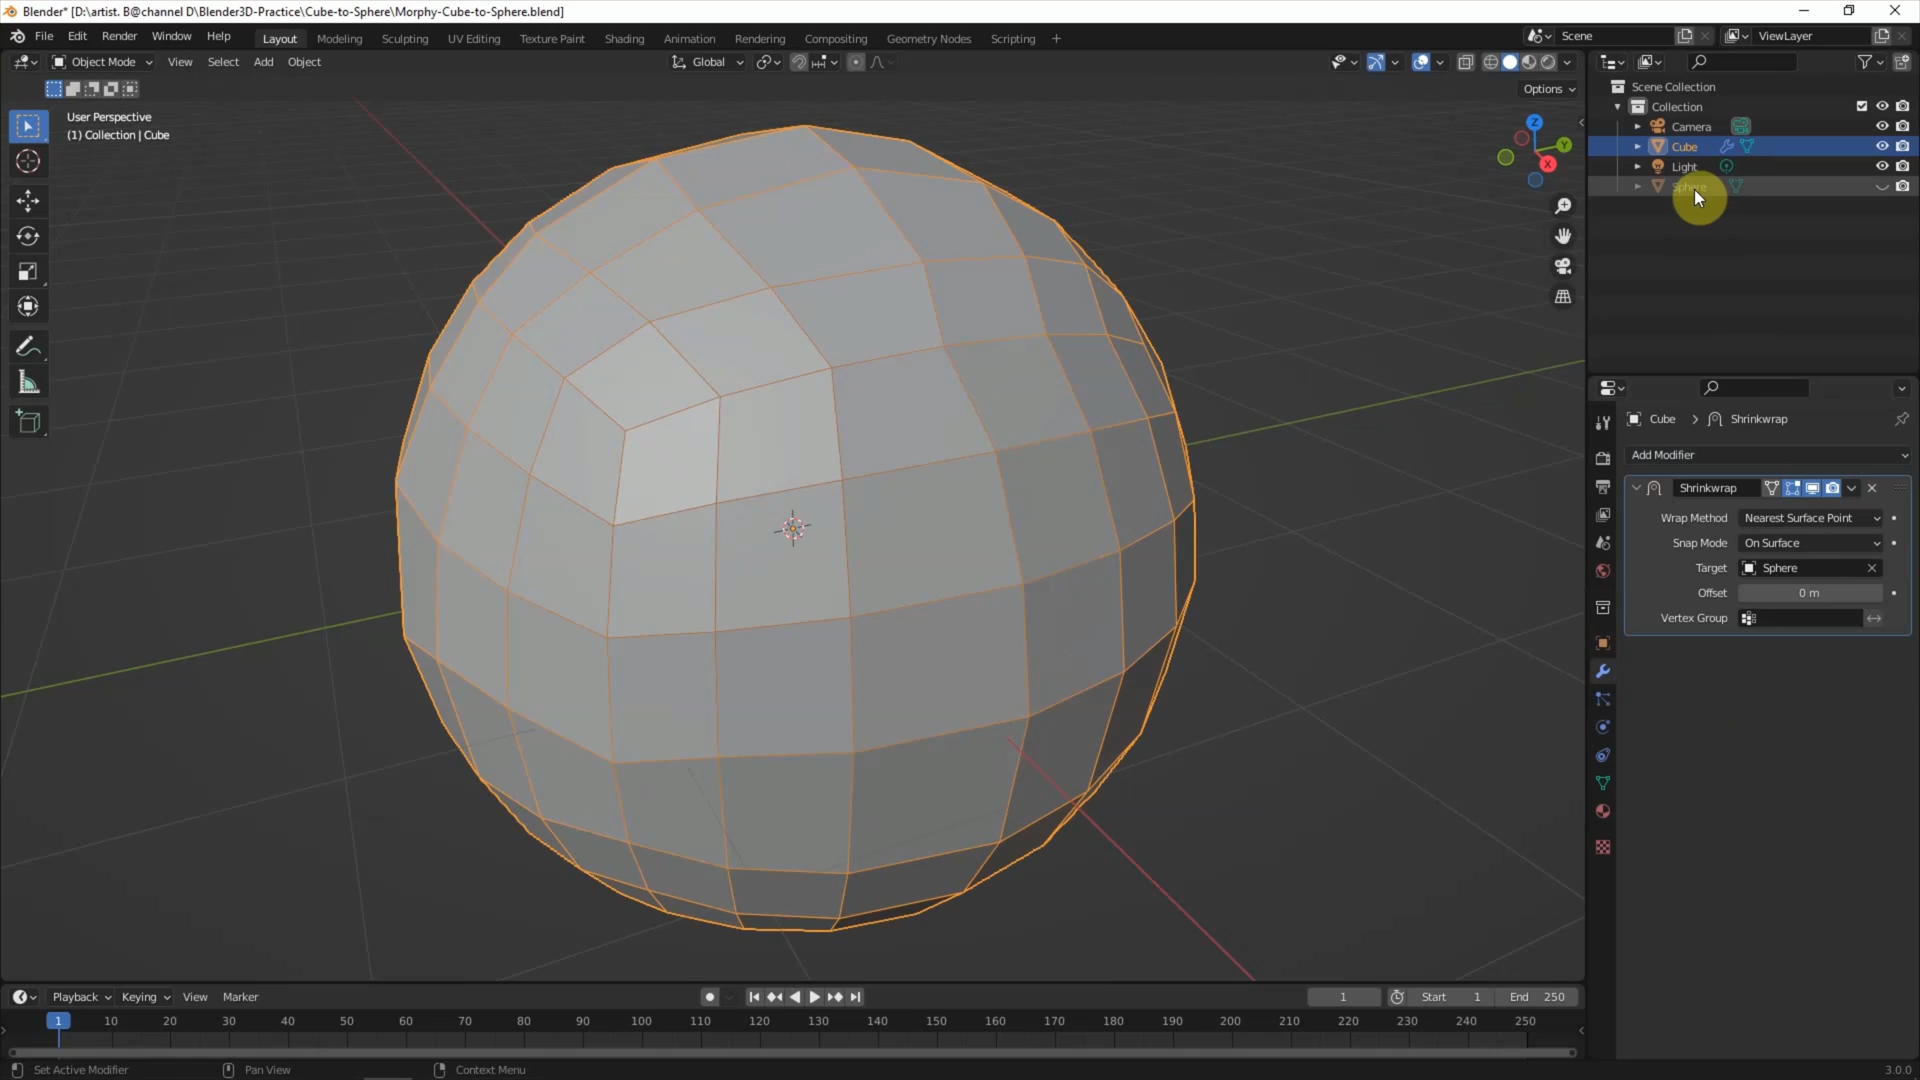 Blender* [D:\artist. B@channel D\Blender3D-Practice\Cube-to-Sphere\Morphy-Cube-to-Sphere.blend]
File Edit Render Window Help Layout Modeling Sculpting UV Editing Texture Paint Shading Animation Rendering Compositing Geometry Nodes Scripting + Scene ViewLayer
Object Mode View Select Add Object Global
Options
User Perspective
(1) Collection | Cube
Z
Y
X
Scene Collection
Collection
Camera
Cube
Light
Sphere
Cube > Shrinkwrap
Add Modifier
Shrinkwrap
Wrap Method Nearest Surface Point
Snap Mode On Surface
Target Sphere
Offset 0 m
Vertex Group
Playback Keying View Marker 1 Start 1 End 250
1 10 20 30 40 50 60 70 80 90 100 110 120 130 140 150 160 170 180 190 200 210 220 230 240 250
Set Active Modifier Pan View Context Menu 3.0.0